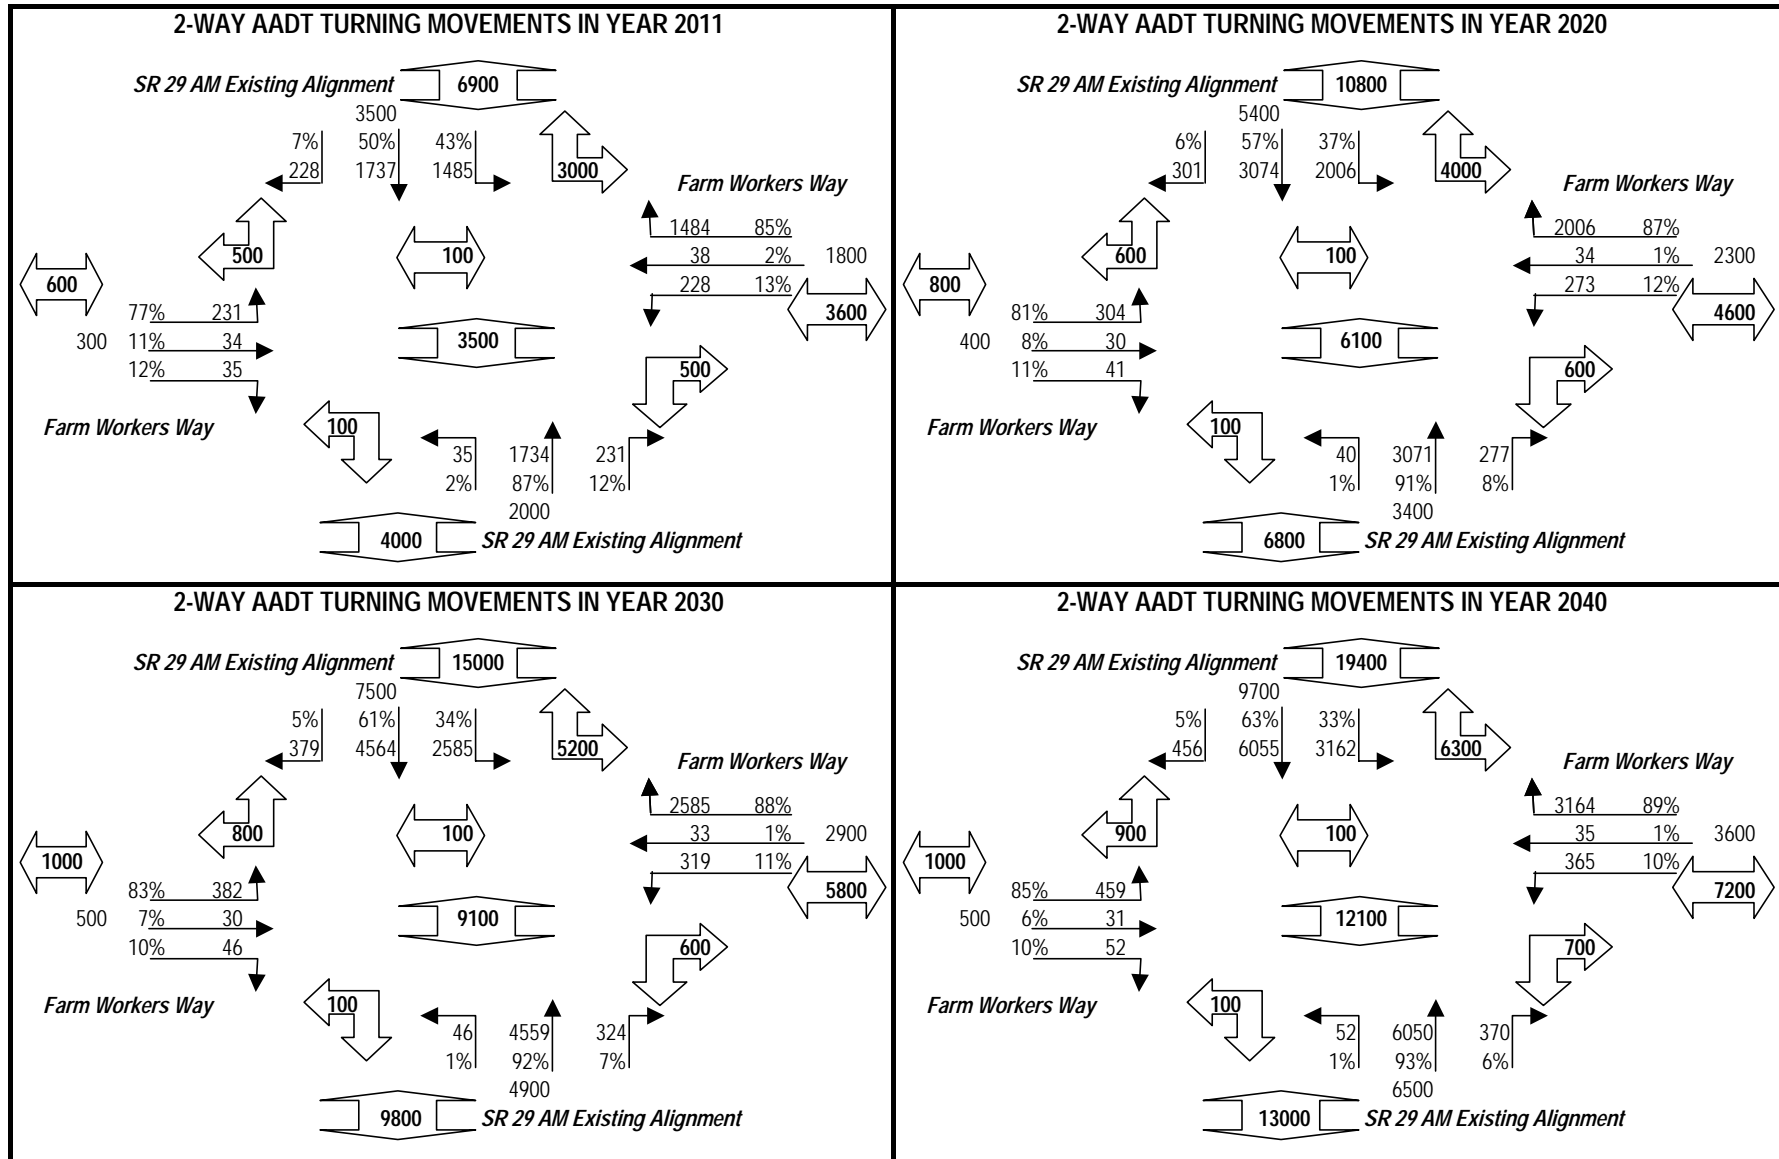 2-WAY AADT TURNING MOVEMENTS IN YEAR 2011
SR 29 AM Existing Alignment 6900
3500
7% 50% 43%
228 1737 1485 3000
Farm Workers Way
1484 85%
500 100 38 2% 1800
600 228 13%
3600
77% 231
300 11% 34 3500
12% 35 500
Farm Workers Way 100
35 1734 231
2% 87% 12%
2000
4000 SR 29 AM Existing Alignment
2-WAY AADT TURNING MOVEMENTS IN YEAR 2020
SR 29 AM Existing Alignment 10800
5400
6% 57% 37%
301 3074 2006 4000
Farm Workers Way
2006 87%
600 100 34 1% 2300
800 273 12%
4600
81% 304
400 8% 30 6100
11% 41 600
Farm Workers Way 100
40 3071 277
1% 91% 8%
3400
6800 SR 29 AM Existing Alignment
2-WAY AADT TURNING MOVEMENTS IN YEAR 2030
SR 29 AM Existing Alignment 15000
7500
5% 61% 34%
379 4564 2585 5200
Farm Workers Way
2585 88%
800 100 33 1% 2900
1000 319 11%
5800
83% 382
500 7% 30 9100
10% 46 600
Farm Workers Way 100
46 4559 324
1% 92% 7%
4900
9800 SR 29 AM Existing Alignment
2-WAY AADT TURNING MOVEMENTS IN YEAR 2040
SR 29 AM Existing Alignment 19400
9700
5% 63% 33%
456 6055 3162 6300
Farm Workers Way
3164 89%
900 100 35 1% 3600
1000 365 10%
7200
85% 459
500 6% 31 12100
10% 52 700
Farm Workers Way 100
52 6050 370
1% 93% 6%
6500
13000 SR 29 AM Existing Alignment